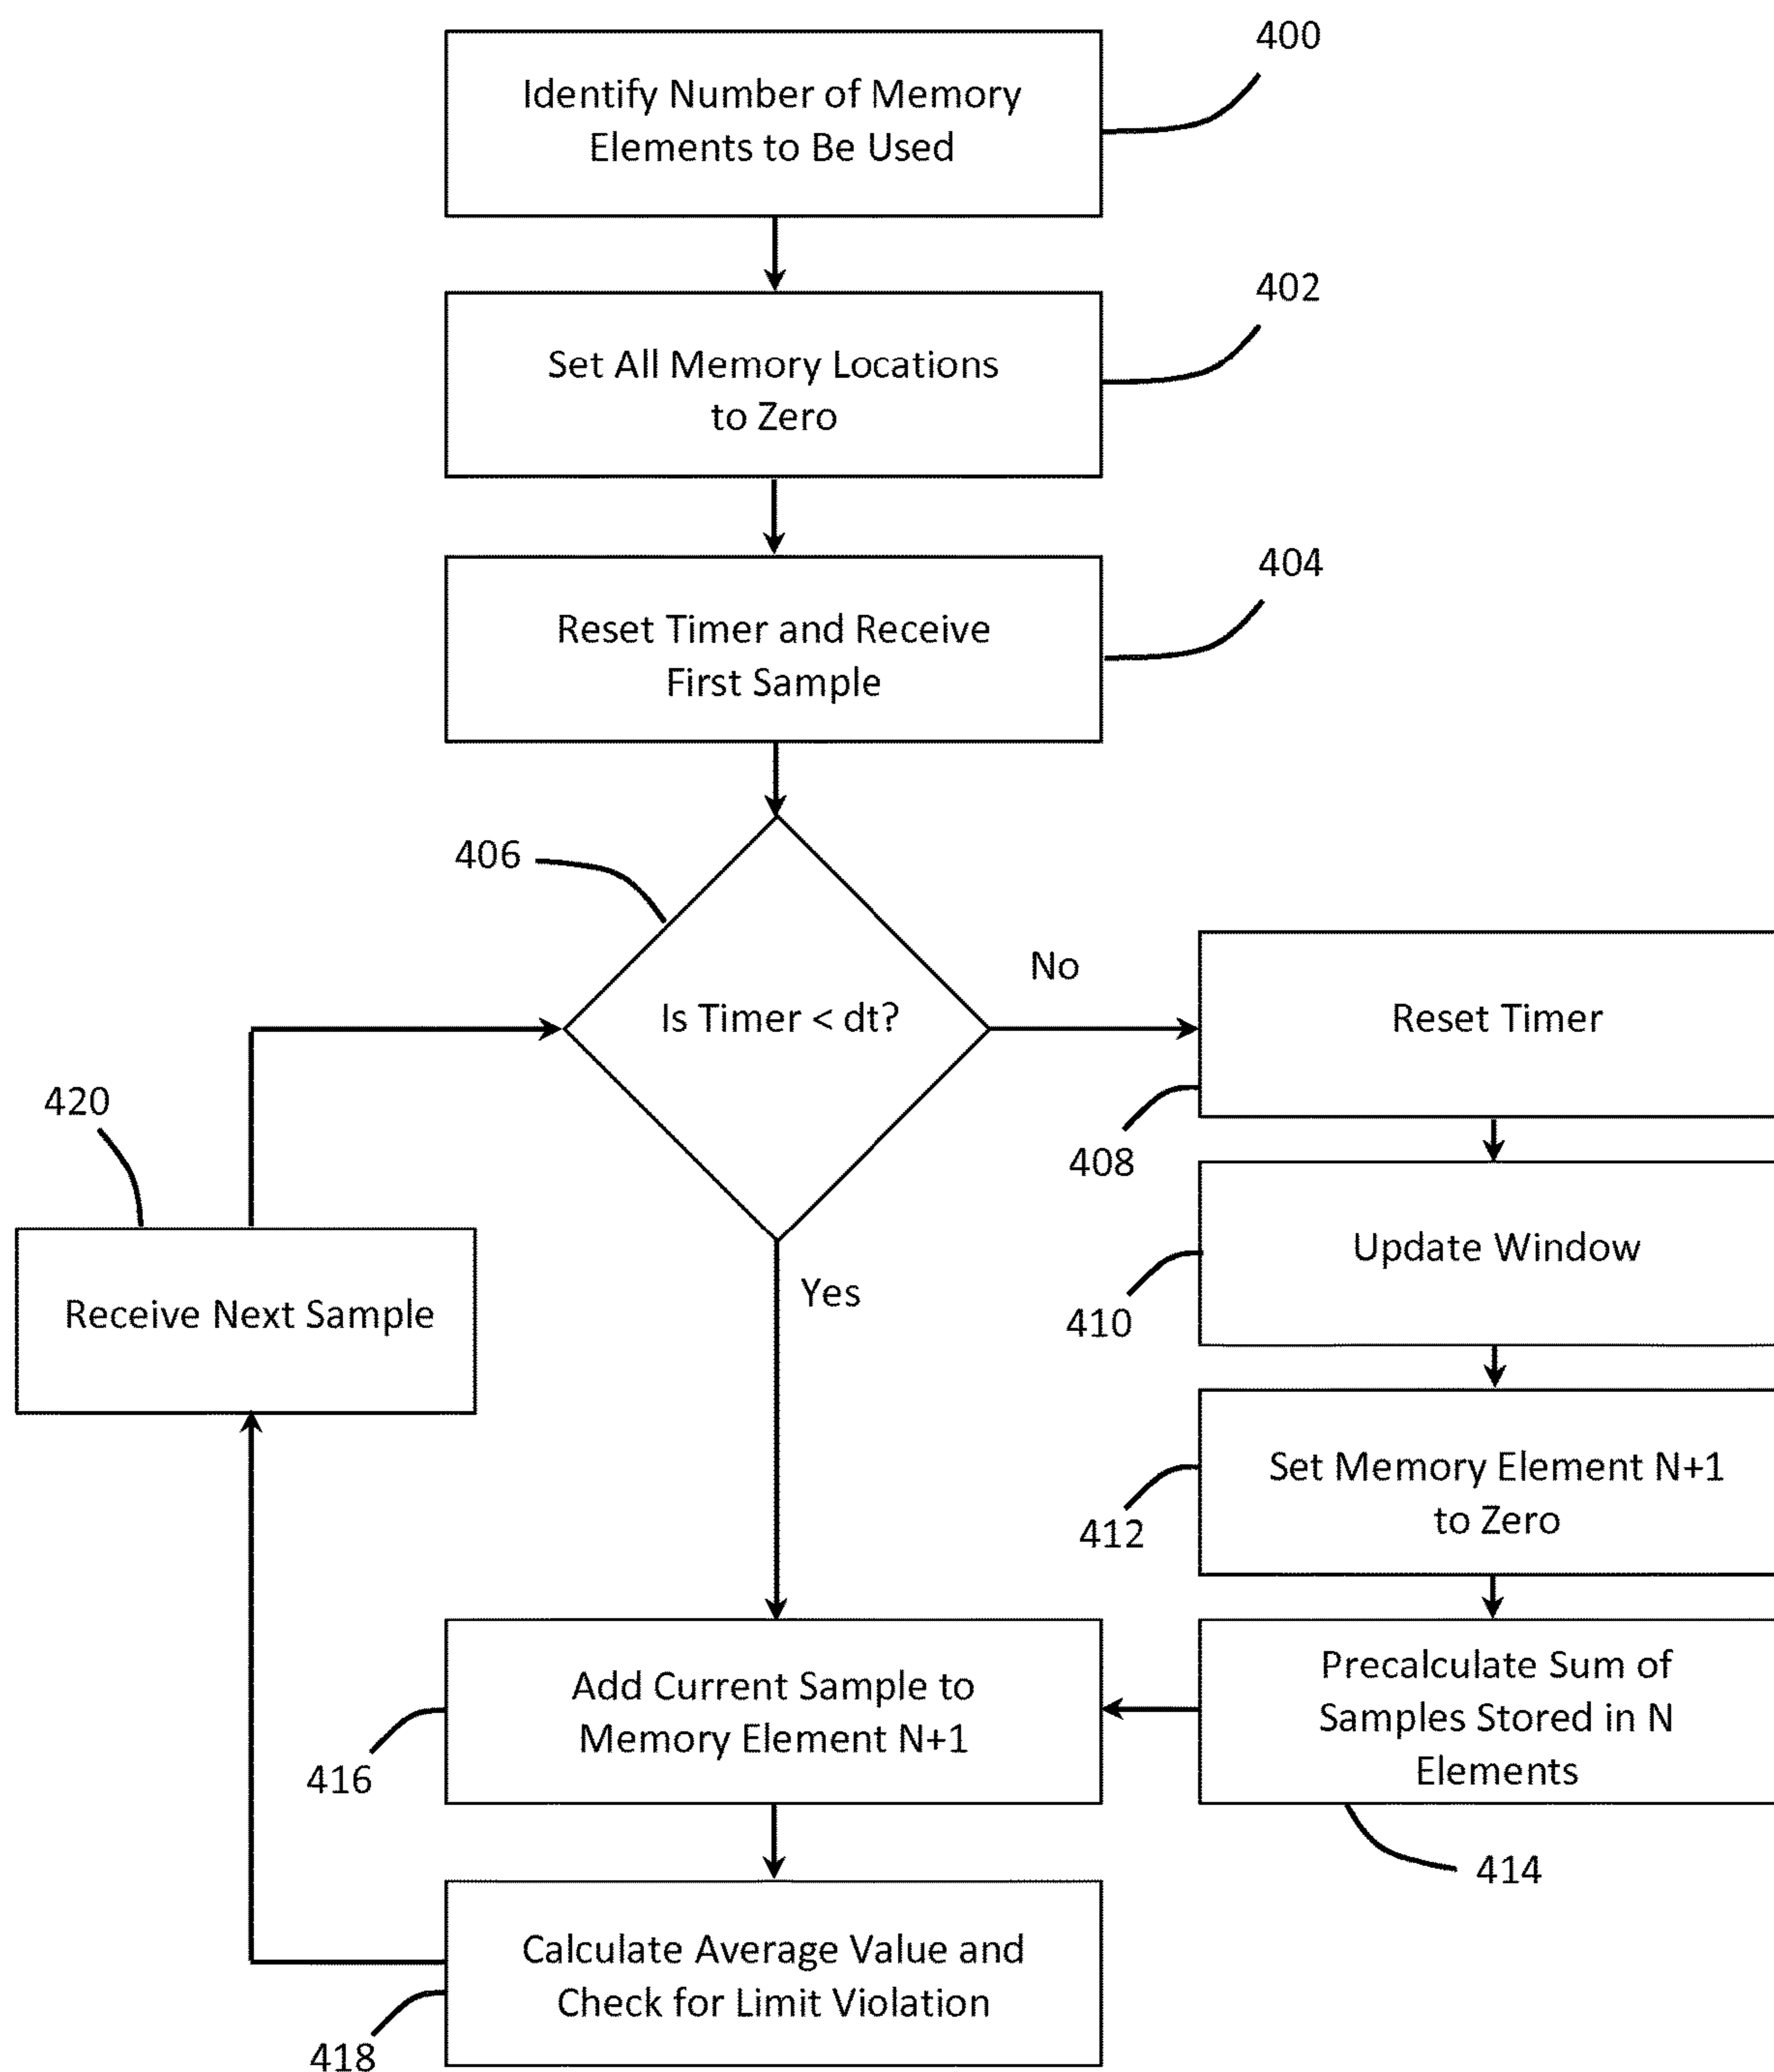 400
Identify Number of Memory
Elements to Be Used
402
Set All Memory Locations
to Zero
404
Reset Timer and Receive
First Sample
406
Is Timer < dt?
No
Reset Timer
408
420
Receive Next Sample
Yes
Update Window
410
Set Memory Element N+1
to Zero
412
Add Current Sample to
Memory Element N+1
416
Precalculate Sum of
Samples Stored in N
Elements
414
Calculate Average Value and
Check for Limit Violation
418